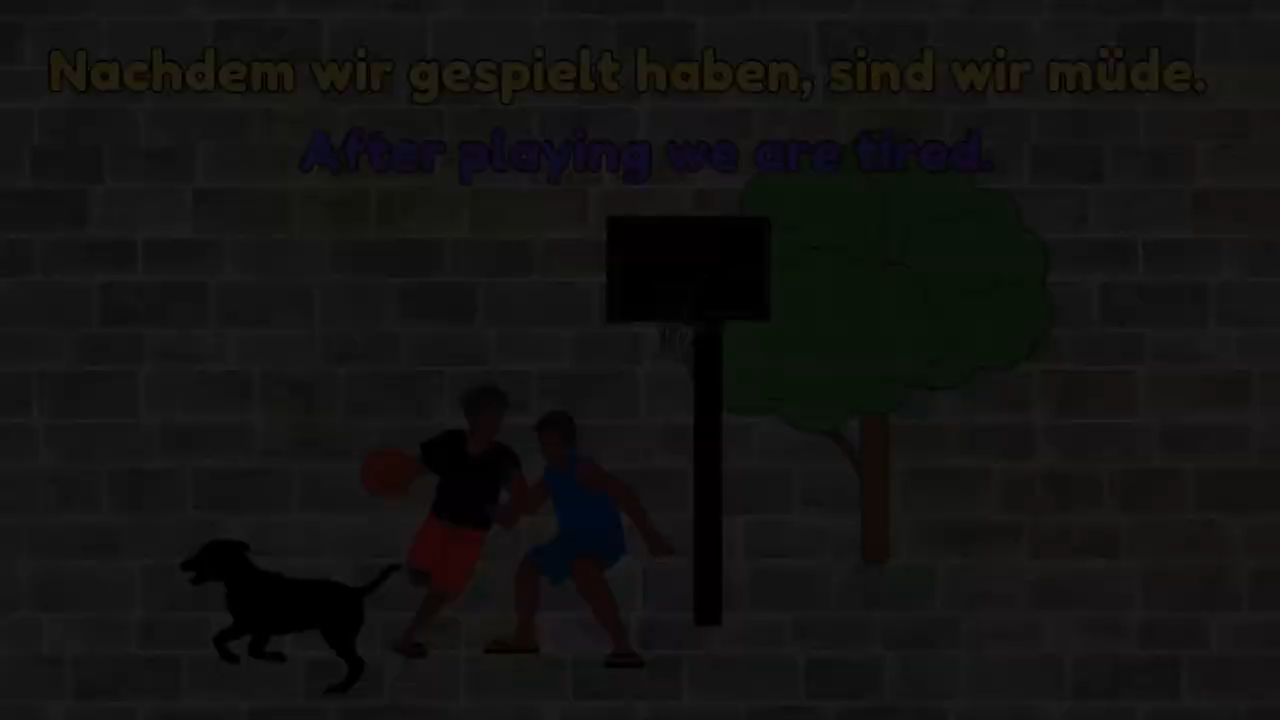 Nachdem wir gespielt haben, sind wir müde.
After playing we are tired.